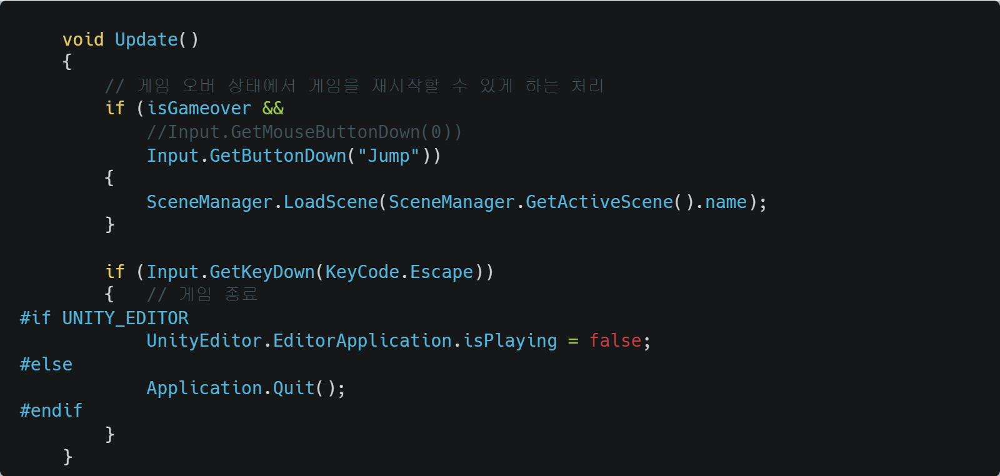 void Update()
{
// 게임 오버 상태에서 게임을 재시작할 수 있게 하는 처리
if (isGameover &&
//Input.GetMouseButtonDown(0))
Input.GetButtonDown("Jump"))
{
SceneManager.LoadScene(SceneManager.GetActiveScene().name);
}
if (Input.GetKeyDown(KeyCode.Escape))
{ // 게임 종료
#if UNITY_EDITOR
UnityEditor.EditorApplication.isPlaying = false;
#else
Application.Quit();
#endif
}
}